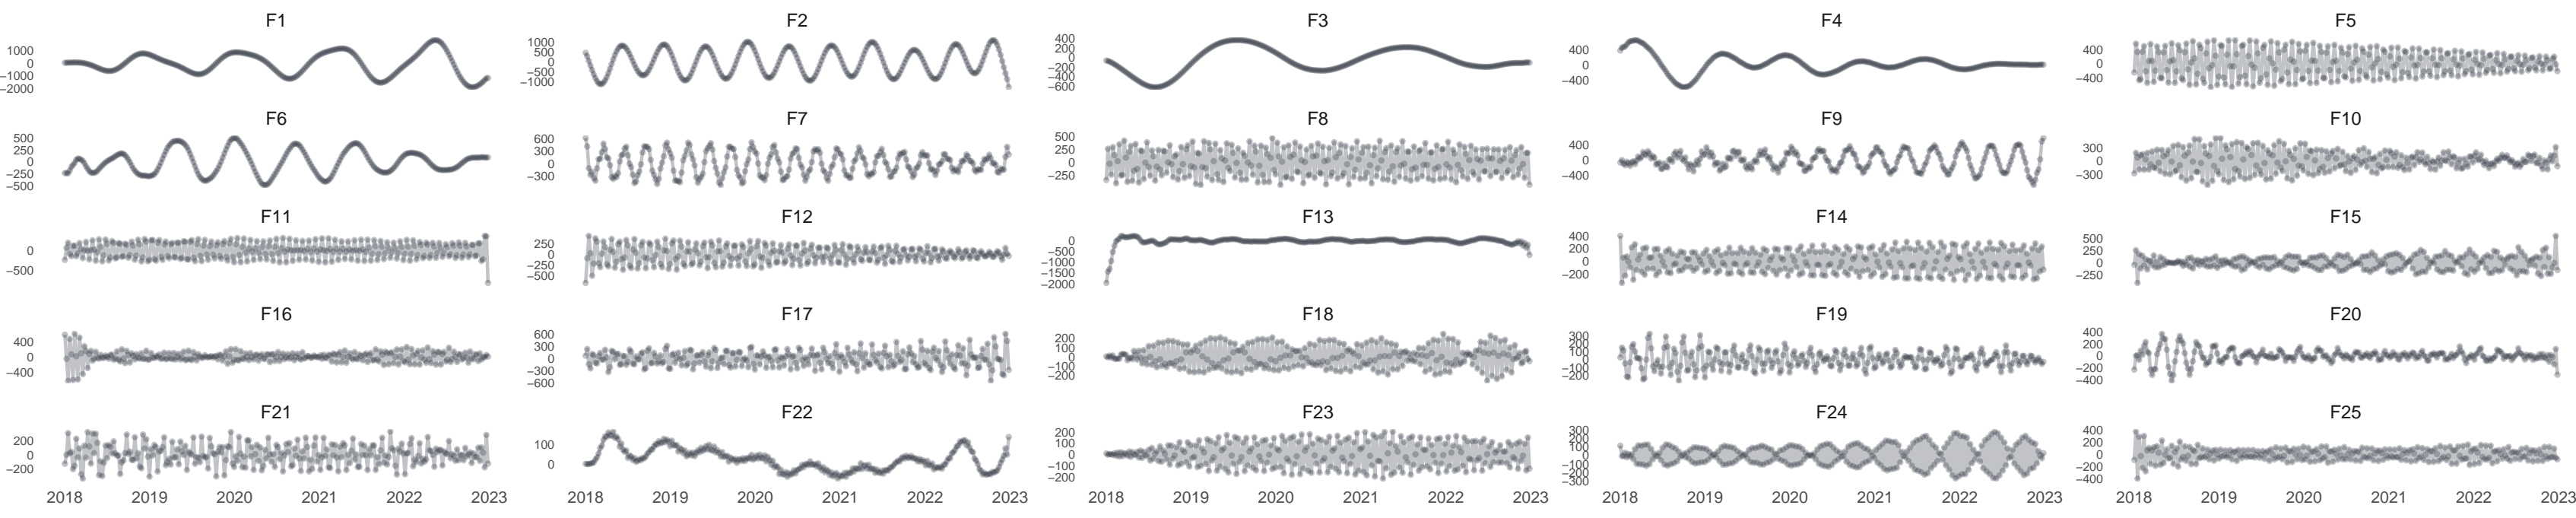 F1 F2 F3 F4 F5
1000 0 −1000 −2000
1000 500 0 −500 −1000
400 200 0 −200 −400 −600
400 0 −400
400 0 −400
F6 F7 F8 F9 F10
500 250 0 −250 −500
600 300 0 −300
500 250 0 −250
400 0 −400
300 0 −300
F11 F12 F13 F14 F15
0 −500
250 0 −250 −500
0 −500 −1000 −1500 −2000
400 200 0 −200
500 250 0 −250
F16 F17 F18 F19 F20
400 0 −400
600 300 0 −300 −600
200 100 0 −100 −200
300 200 100 0 −100 −200
400 200 0 −200 −400
F21 F22 F23 F24 F25
200 0 −200
100 0
200 100 0 −100 −200
300 200 100 0 −100 −200 −300
400 200 0 −200 −400
2018 2019 2020 2021 2022 2023
2018 2019 2020 2021 2022 2023
2018 2019 2020 2021 2022 2023
2018 2019 2020 2021 2022 2023
2018 2019 2020 2021 2022 2023